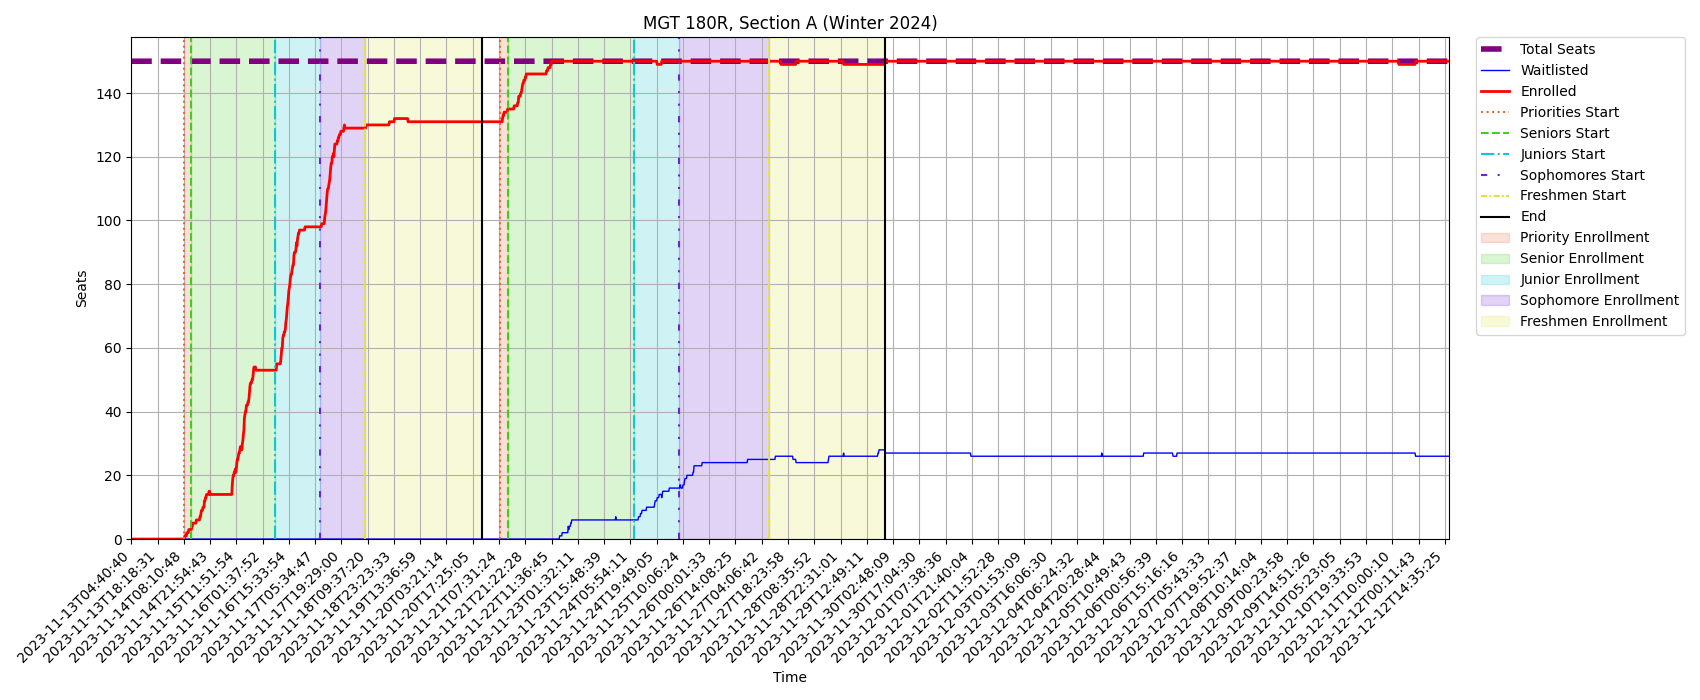 MGT 180R, Section A (Winter 2024)
Seats
140
120
100
80
60
40
20
0
2023-11-13T04:40:40
2023-11-13T18:18:31
2023-11-14T08:10:48
2023-11-14T21:54:43
2023-11-15T11:51:54
2023-11-16T01:37:52
2023-11-16T15:33:54
2023-11-17T05:34:47
2023-11-17T19:29:00
2023-11-18T09:37:20
2023-11-18T23:23:33
2023-11-19T13:36:59
2023-11-20T03:21:14
2023-11-20T17:25:05
2023-11-21T07:31:24
2023-11-21T21:22:28
2023-11-22T11:36:45
2023-11-23T01:32:11
2023-11-23T15:48:39
2023-11-24T05:54:11
2023-11-24T19:49:05
2023-11-25T10:06:24
2023-11-26T00:01:33
2023-11-26T14:08:25
2023-11-27T04:06:42
2023-11-27T18:23:58
2023-11-28T08:35:52
2023-11-28T22:31:01
2023-11-29T12:49:11
2023-11-30T02:48:09
2023-11-30T17:04:30
2023-12-01T07:38:36
2023-12-01T21:40:04
2023-12-02T11:52:28
2023-12-03T01:53:09
2023-12-03T16:06:30
2023-12-04T06:24:32
2023-12-04T20:28:44
2023-12-05T10:49:43
2023-12-06T00:56:39
2023-12-06T15:16:16
2023-12-07T05:43:33
2023-12-07T19:52:37
2023-12-08T10:14:04
2023-12-09T00:23:58
2023-12-09T14:51:26
2023-12-10T05:23:05
2023-12-10T19:33:53
2023-12-11T10:00:10
2023-12-12T00:11:43
2023-12-12T14:35:25
Time
Total Seats
Waitlisted
Enrolled
Priorities Start
Seniors Start
Juniors Start
Sophomores Start
Freshmen Start
End
Priority Enrollment
Senior Enrollment
Junior Enrollment
Sophomore Enrollment
Freshmen Enrollment